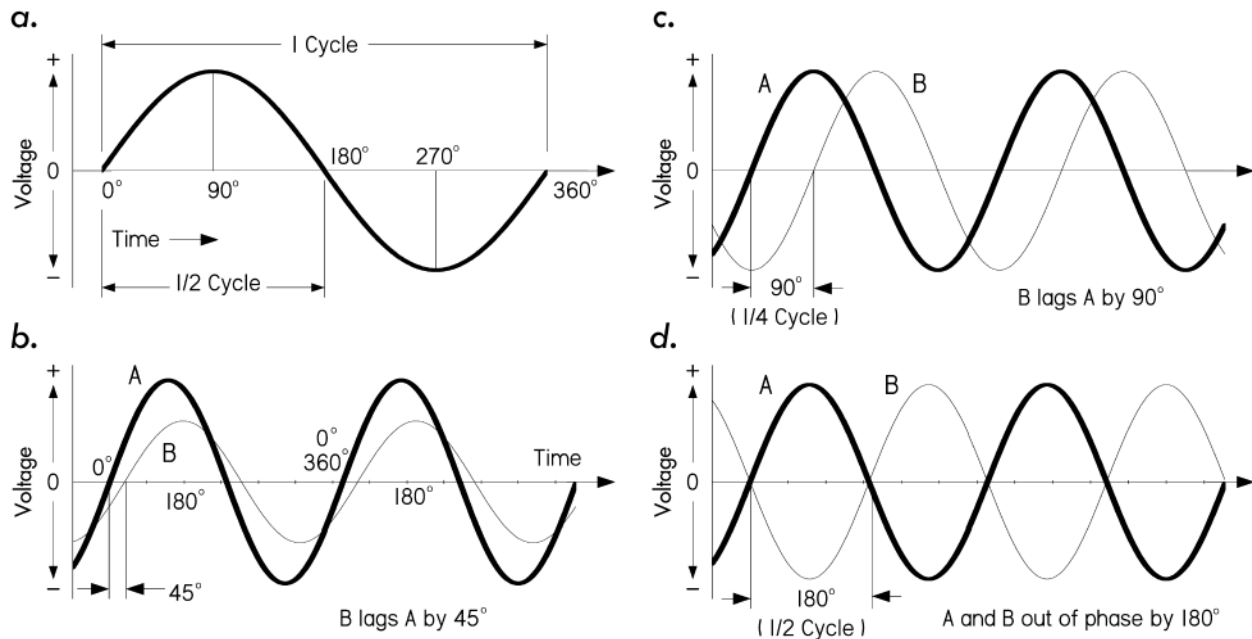 a.
1 Cycle
+
Voltage
0
−
0°
90°
180°
270°
360°
Time
1/2 Cycle
b.
+
Voltage
0
−
A
B
0°
180°
0°
360°
180°
Time
45°
B lags A by 45°
c.
+
Voltage
0
−
A
B
90°
( 1/4 Cycle )
B lags A by 90°
d.
+
Voltage
0
−
A
B
180°
( 1/2 Cycle )
A and B out of phase by 180°